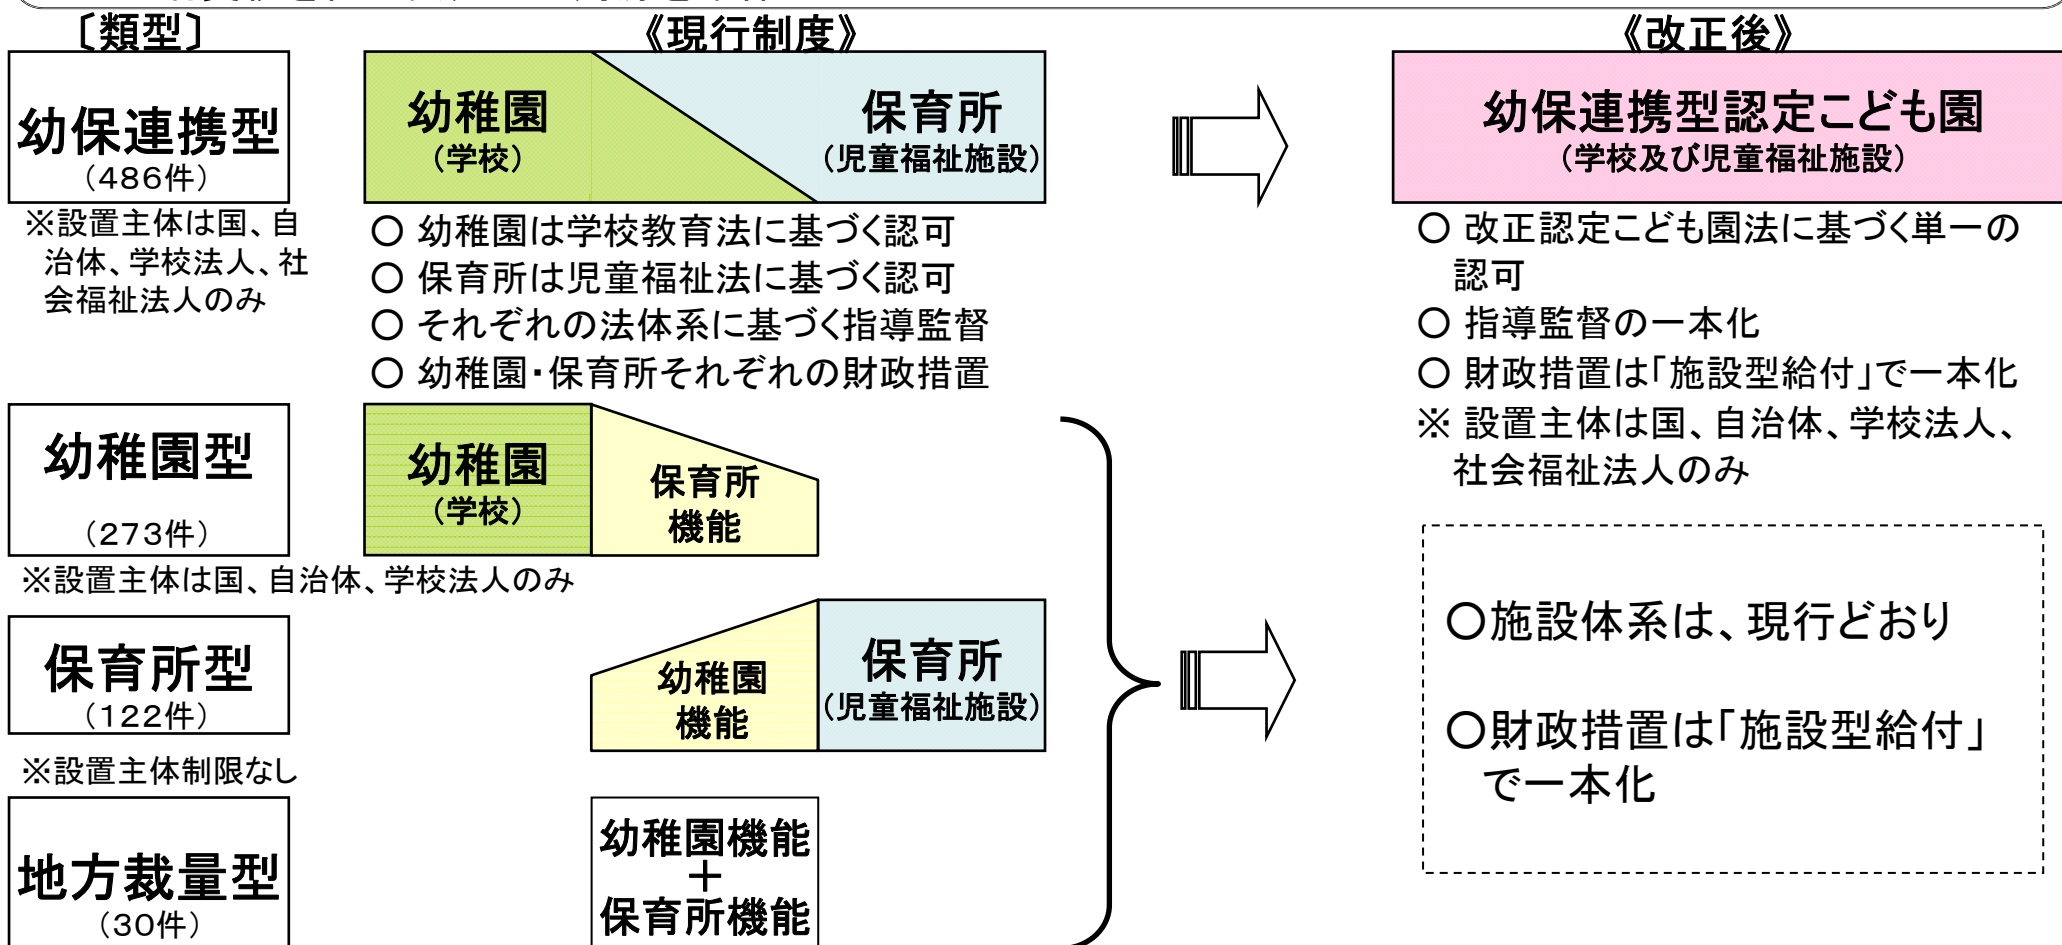 〔類型〕
《現行制度》
《改正後》
幼保連携型
（486件）
※設置主体は国、自
治体、学校法人、社
会福祉法人のみ
幼稚園
（学校）
保育所
（児童福祉施設）
○ 幼稚園は学校教育法に基づく認可
○ 保育所は児童福祉法に基づく認可
○ それぞれの法体系に基づく指導監督
○ 幼稚園・保育所それぞれの財政措置
幼保連携型認定こども園
（学校及び児童福祉施設）
○ 改正認定こども園法に基づく単一の
認可
○ 指導監督の一本化
○ 財政措置は「施設型給付」で一本化
※ 設置主体は国、自治体、学校法人、
社会福祉法人のみ
幼稚園型
（273件）
※設置主体は国、自治体、学校法人のみ
幼稚園
（学校）
保育所
機能
保育所型
（122件）
※設置主体制限なし
幼稚園
機能
保育所
（児童福祉施設）
地方裁量型
（30件）
幼稚園機能
＋
保育所機能
○施設体系は、現行どおり
○財政措置は「施設型給付」
で一本化